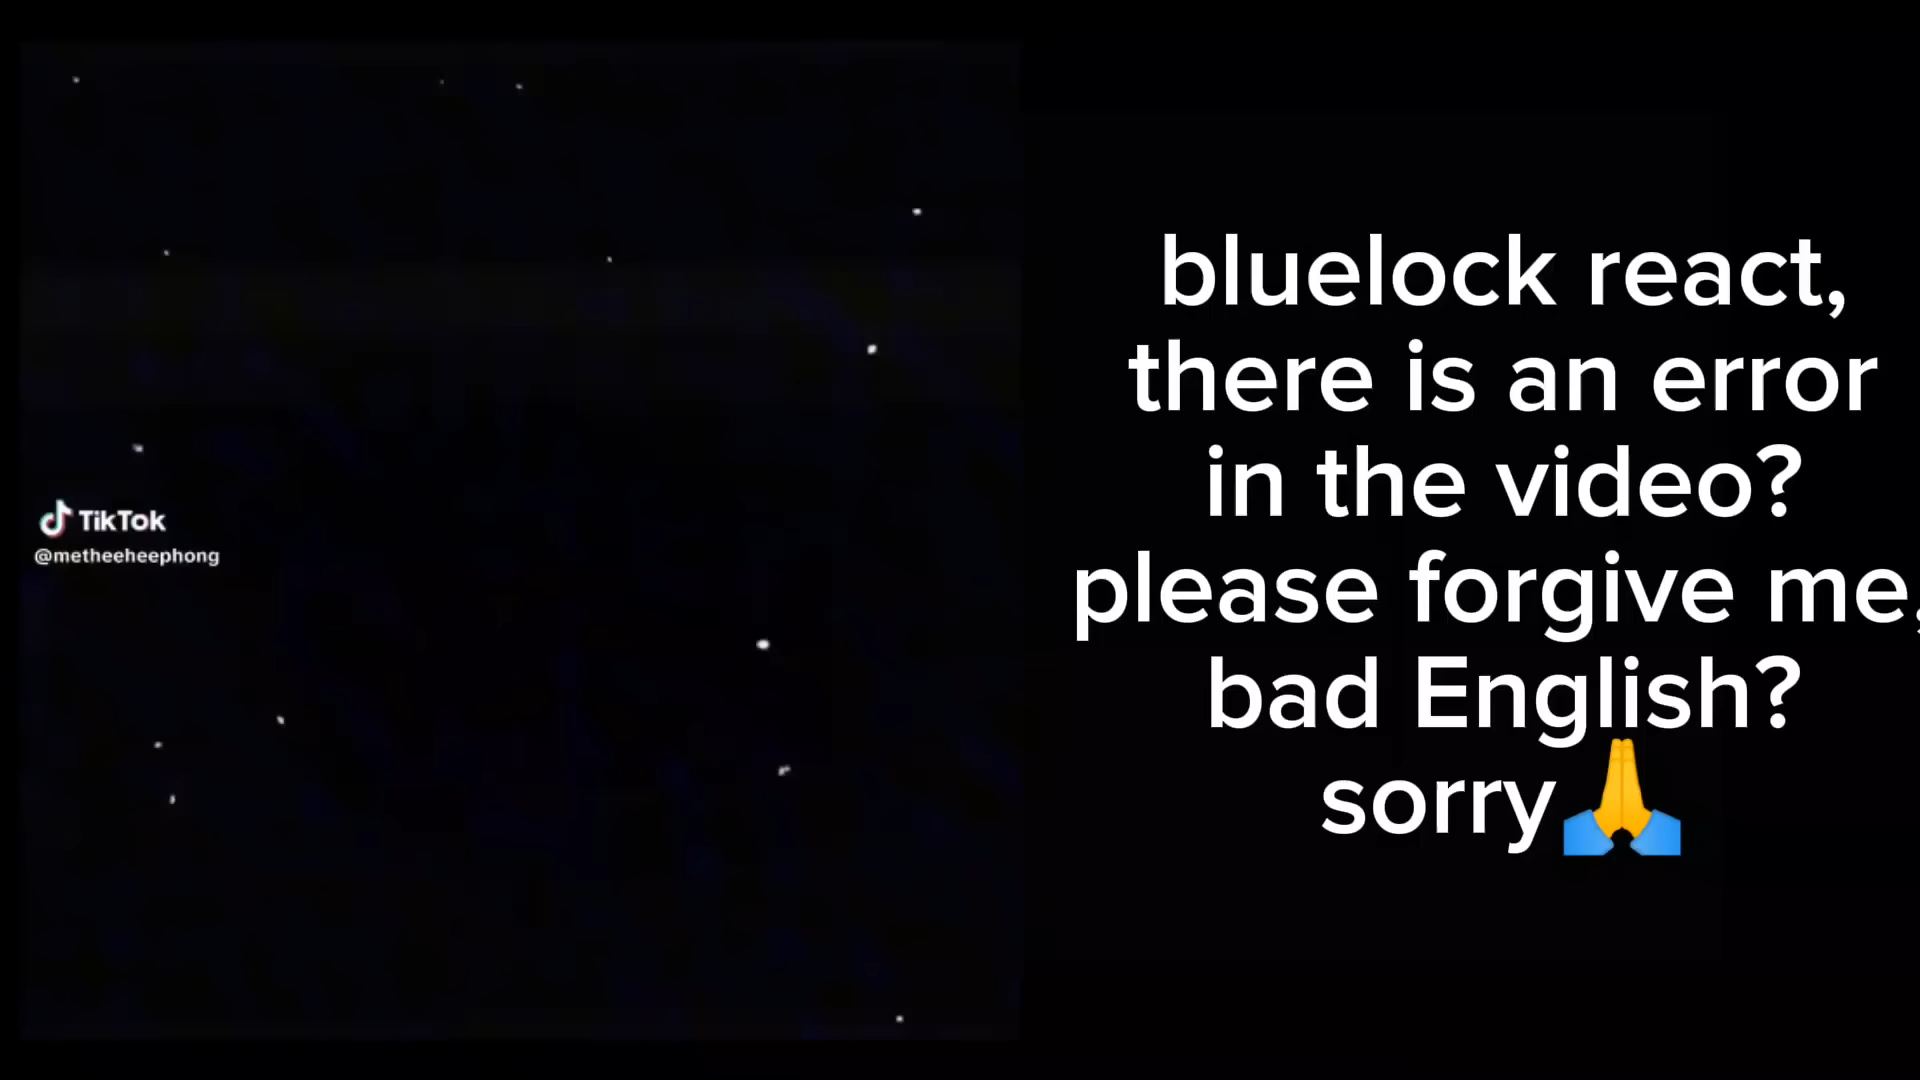 TikTok
@metheeheephong
bluelock react,
there is an error
in the video?
please forgive me,
bad English?
sorry🙏